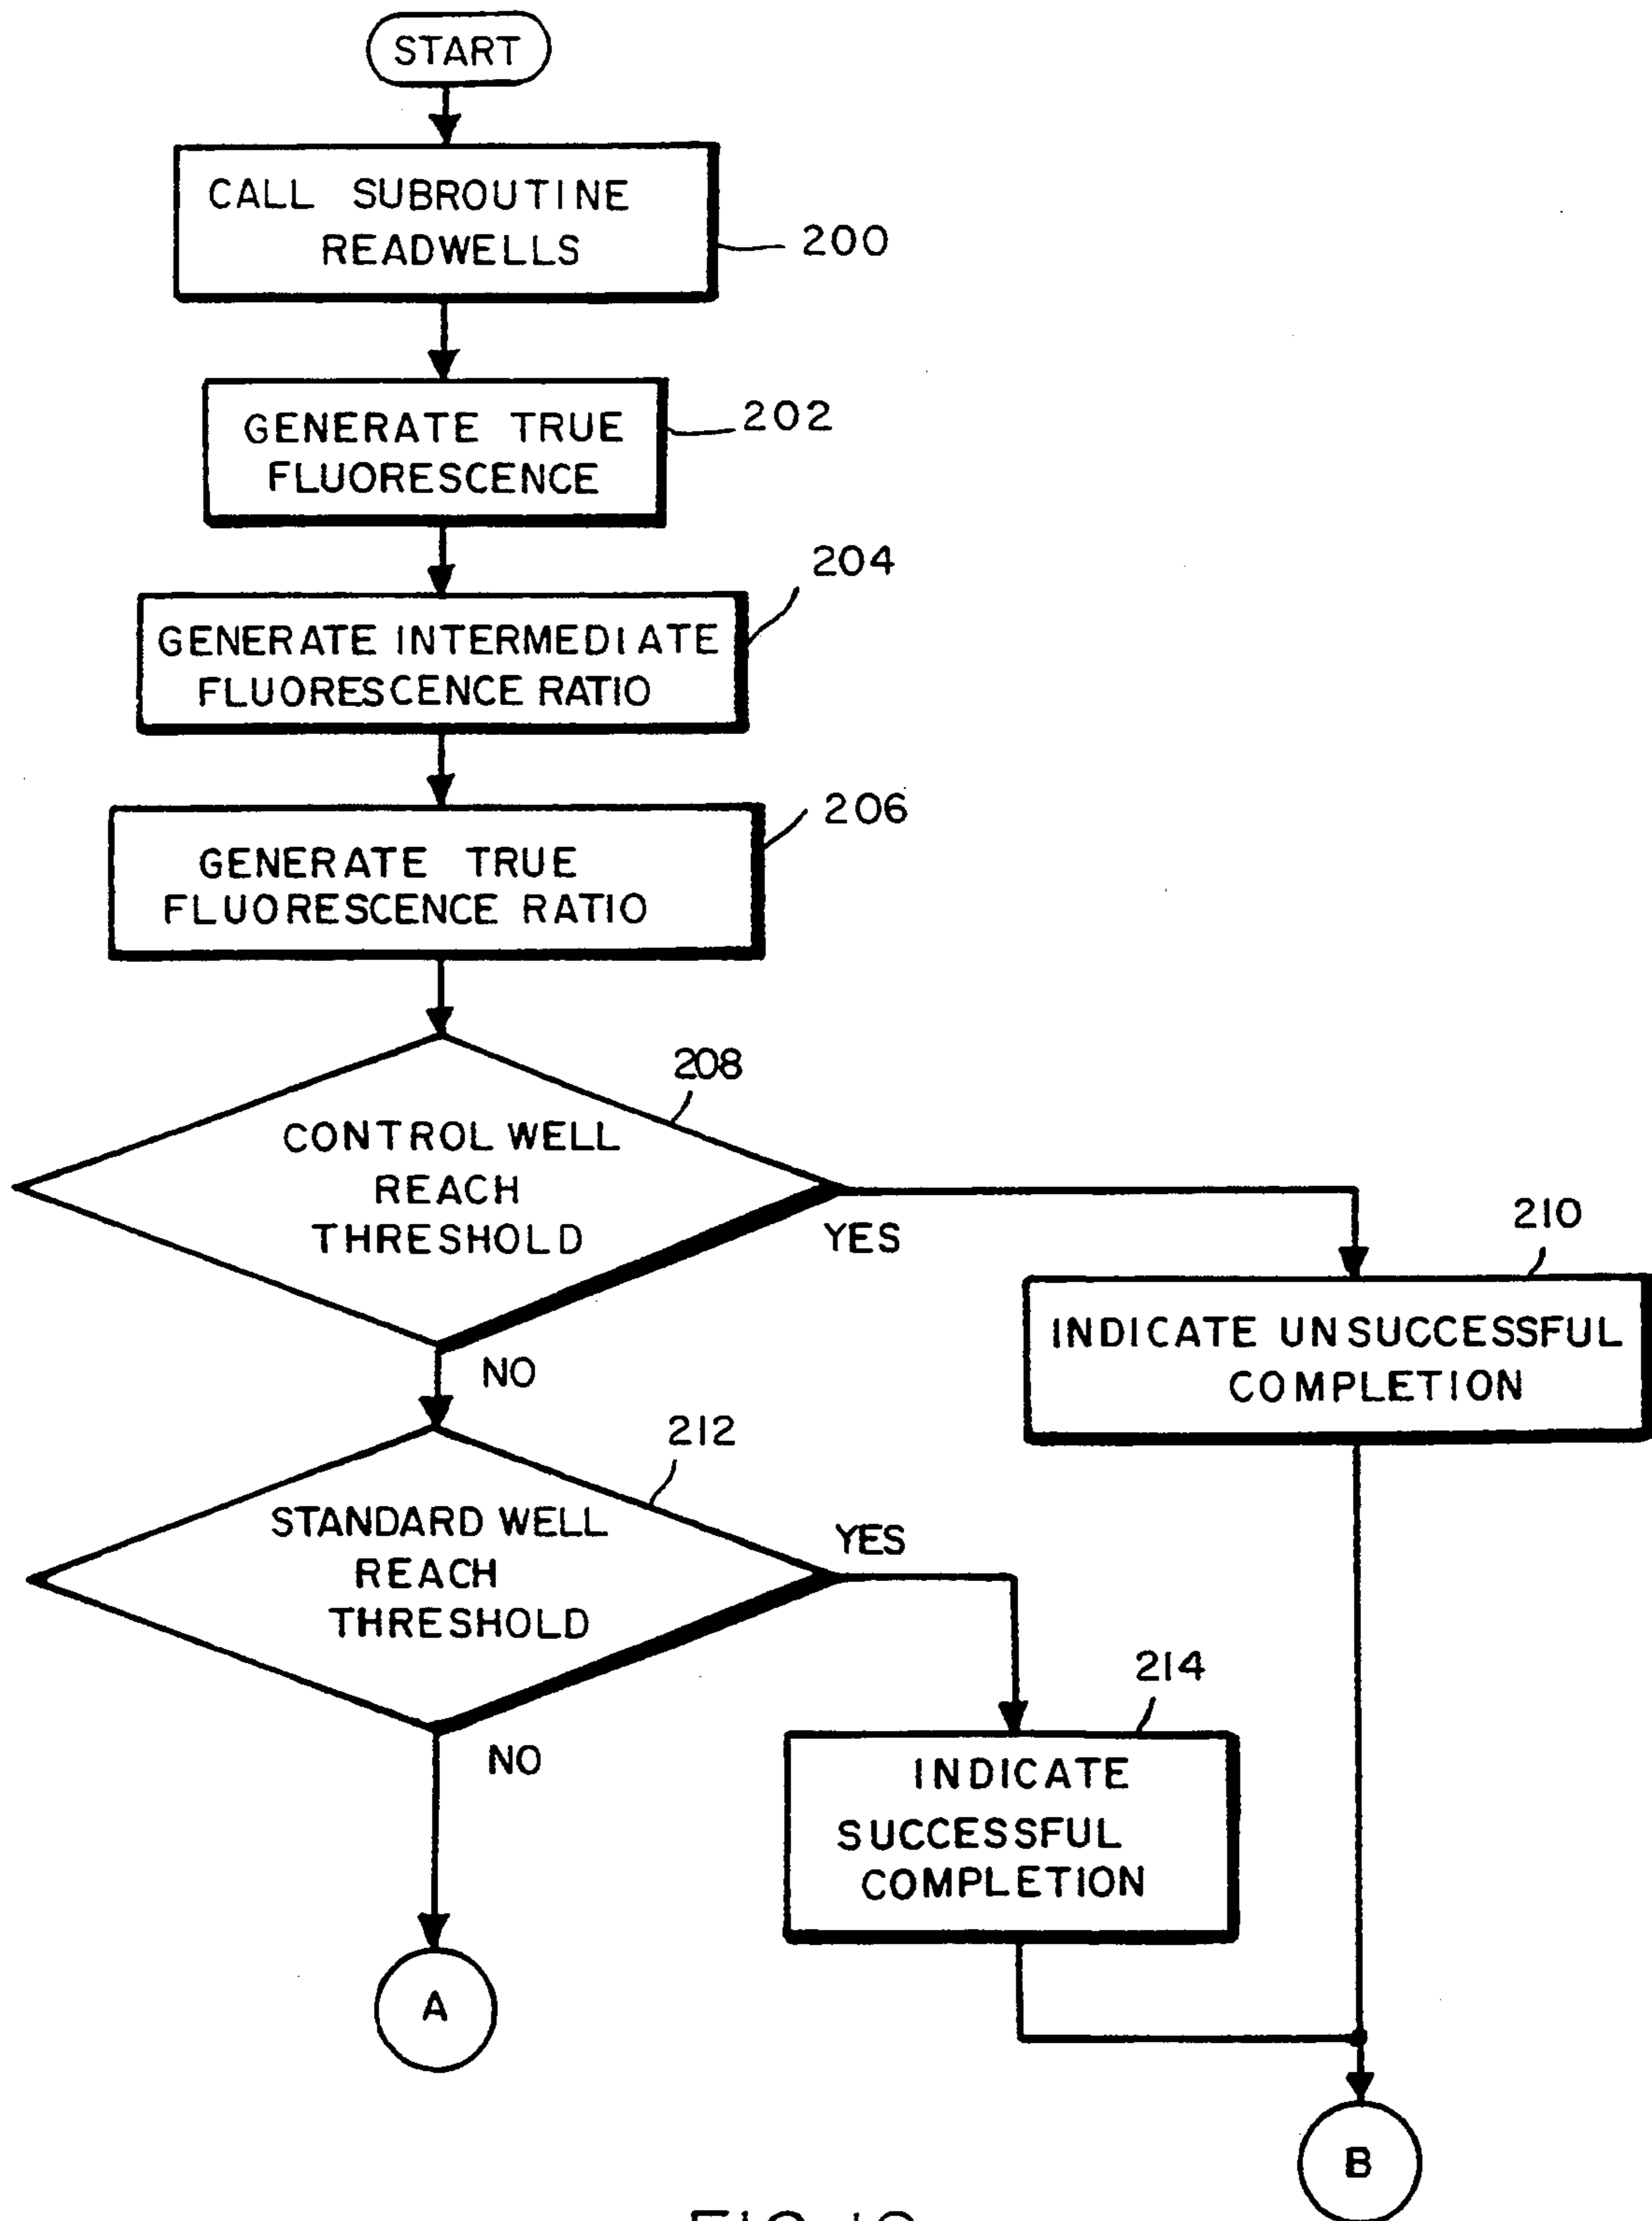 START
CALL SUBROUTINE
READWELLS
200
GENERATE TRUE
FLUORESCENCE
202
204
GENERATE INTERMEDIATE
FLUORESCENCE RATIO
206
GENERATE TRUE
FLUORESCENCE RATIO
208
CONTROL WELL
REACH
THRESHOLD
YES
NO
210
INDICATE UNSUCCESSFUL
COMPLETION
212
STANDARD WELL
REACH
THRESHOLD
YES
NO
214
INDICATE
SUCCESSFUL
COMPLETION
A
B